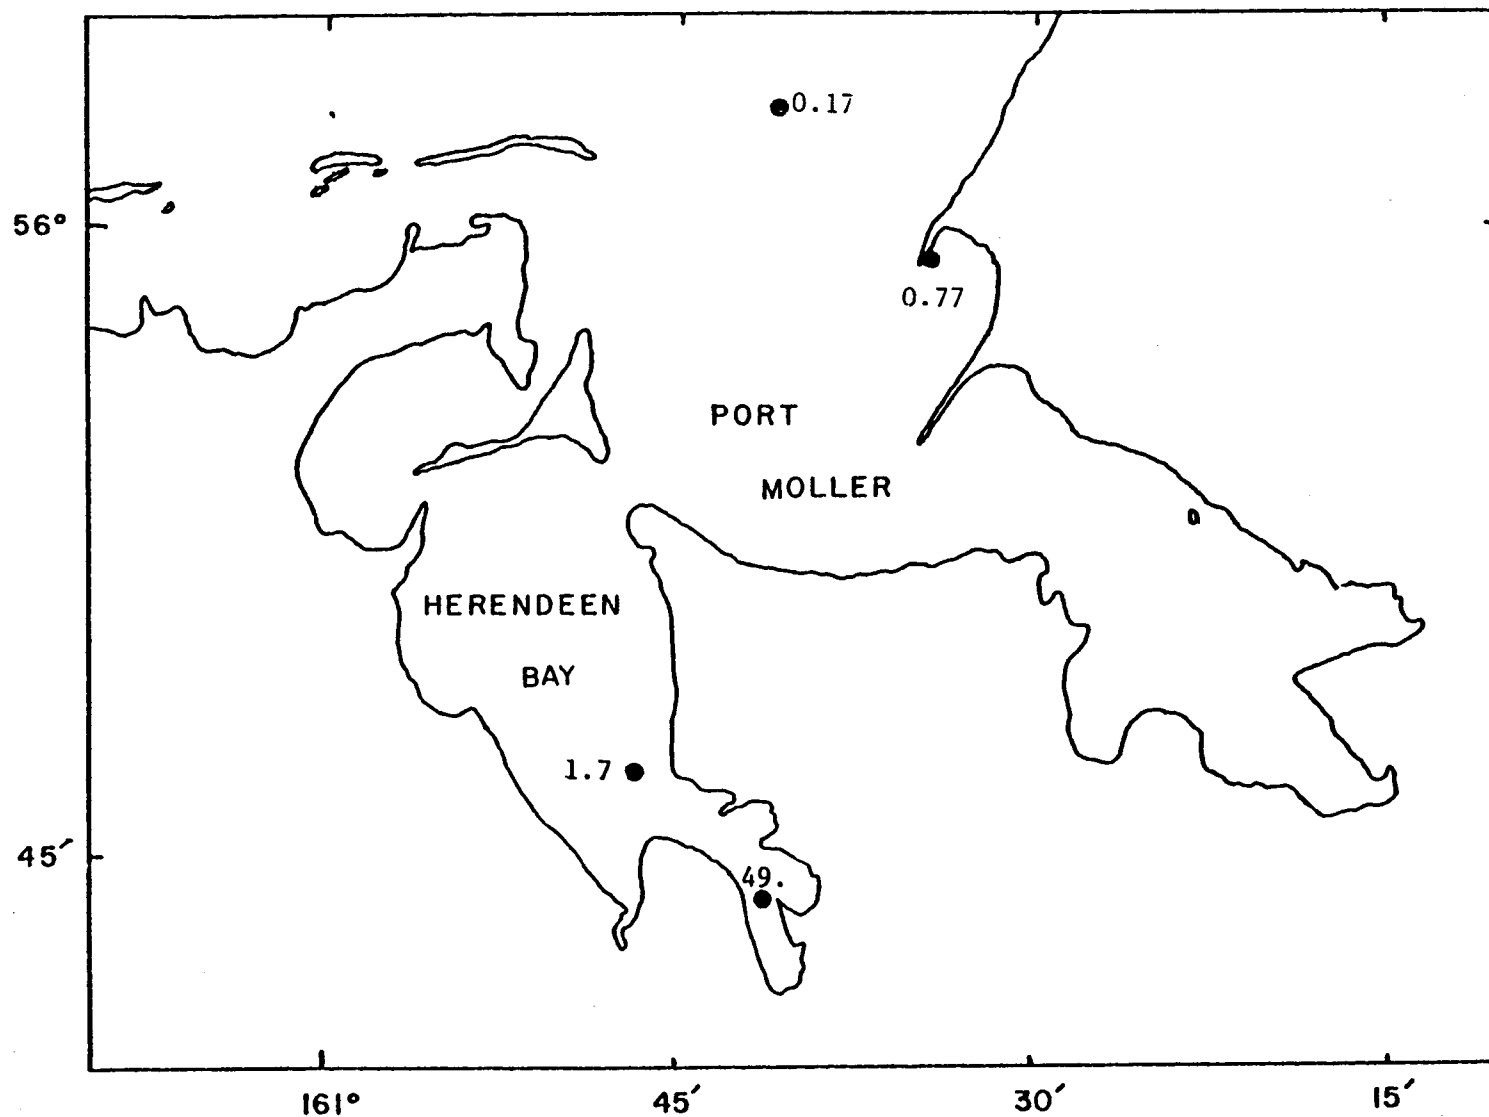 0.17
56°
0.77
PORT
MOLLER
HERENDEEN
BAY
1.7
45′
49.
161° 45′ 30′ 15′